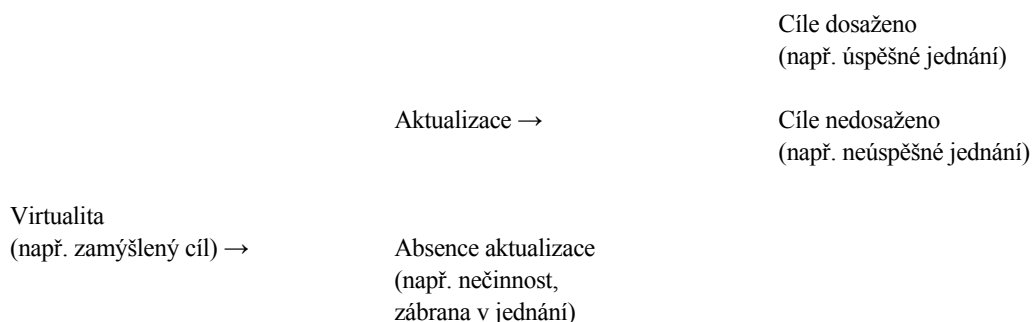 Cíle dosaženo
(např. úspěšné jednání)
Aktualizace →
Cíle nedosaženo
(např. neúspěšné jednání)
Virtualita
(např. zamýšlený cíl) →
Absence aktualizace
(např. nečinnost,
zábrana v jednání)